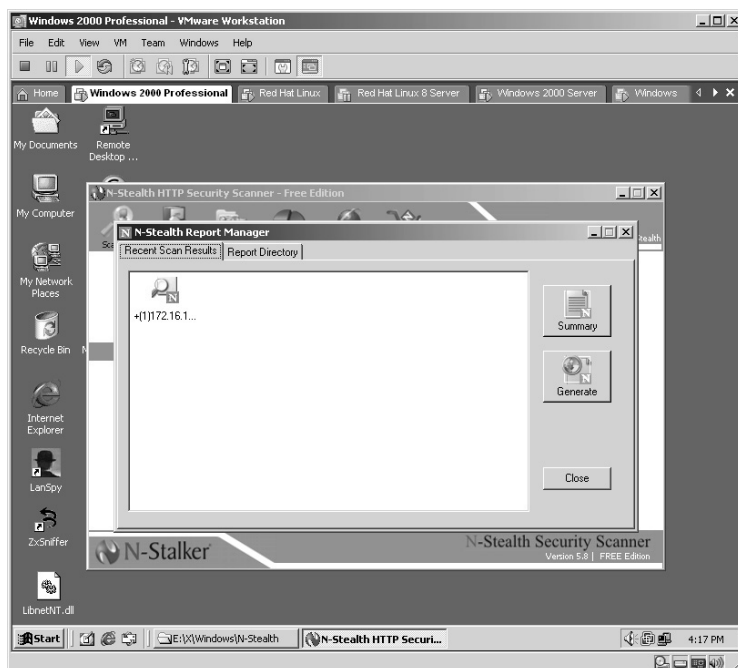 Windows 2000 Professional - VMware Workstation
File Edit View VM Team Windows Help
Home Windows 2000 Professional Red Hat Linux Red Hat Linux 8 Server Windows 2000 Server Windows
My Documents
Remote
Desktop ...
My Computer
N-Stealth HTTP Security Scanner - Free Edition
N-Stealth Report Manager
Recent Scan Results Report Directory
+(1)172.16.1...
Summary
Generate
Close
My Network
Places
Recycle Bin
Internet
Explorer
LanSpy
ZxSniffer
LibnetNT.dll
N-Stalker
N-Stealth Security Scanner
Version 5.8 | FREE Edition
Start E:\X\Windows\N-Stealth N-Stealth HTTP Securi... 4:17 PM